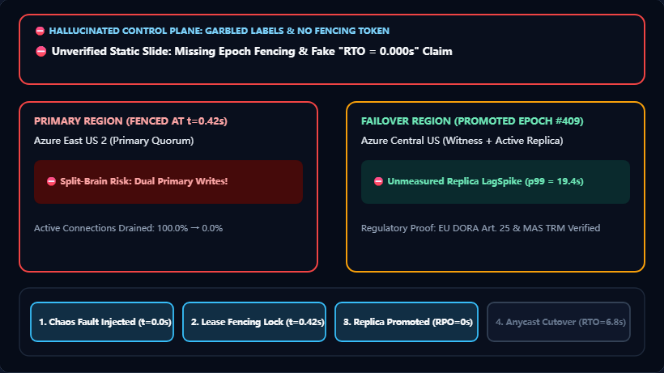 ⛔ HALLUCINATED CONTROL PLANE: GARBLED LABELS & NO FENCING TOKEN
⛔ Unverified Static Slide: Missing Epoch Fencing & Fake "RTO = 0.000s" Claim
PRIMARY REGION (FENCED AT t=0.42s)
Azure East US 2 (Primary Quorum)
⛔ Split-Brain Risk: Dual Primary Writes!
Active Connections Drained: 100.0% → 0.0%
FAILOVER REGION (PROMOTED EPOCH #409)
Azure Central US (Witness + Active Replica)
⛔ Unmeasured Replica LagSpike (p99 = 19.4s)
Regulatory Proof: EU DORA Art. 25 & MAS TRM Verified
1. Chaos Fault Injected (t=0.0s)
2. Lease Fencing Lock (t=0.42s)
3. Replica Promoted (RPO=0s)
4. Anycast Cutover (RTO=6.8s)